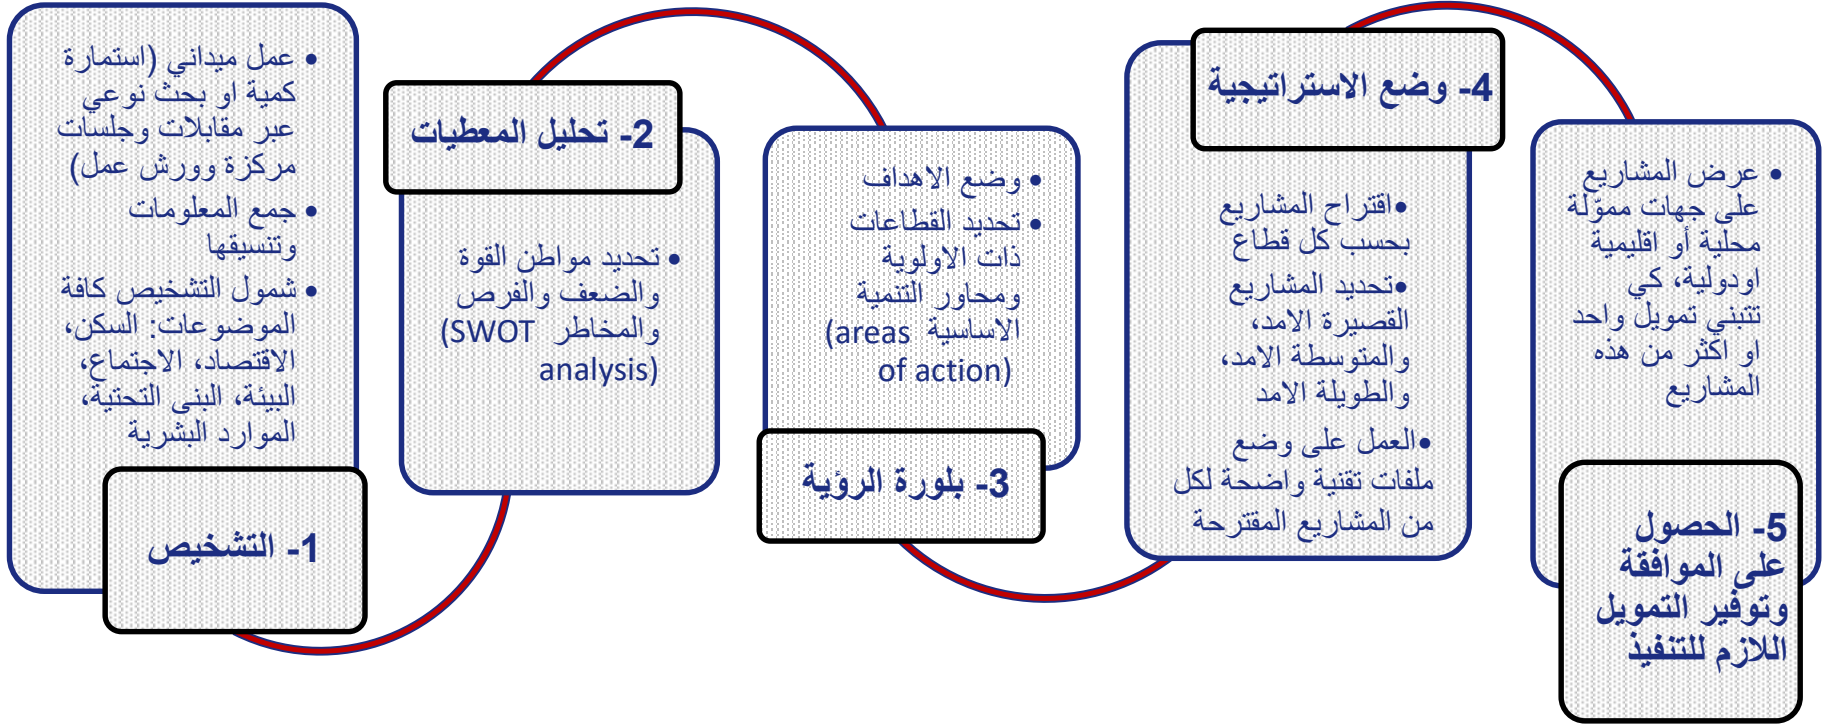 • عمل ميداني (استمارة
كمية او بحث نوعي
عبر مقابلات وجلسات
مركزة وورش عمل)
• جمع المعلومات
وتنسيقها
• شمول التشخيص كافة
الموضوعات: السكن،
الاقتصاد، الاجتماع،
البيئة، البنى التحتية،
الموارد البشرية
1- التشخيص
2- تحليل المعطيات
• تحديد مواطن القوة
والضعف والفرص
والمخاطر (SWOT
analysis)
• وضع الاهداف
• تحديد القطاعات
ذات الاولوية
ومحاور التنمية
الاساسية (areas
of action)
3- بلورة الرؤية
4- وضع الاستراتيجية
•اقتراح المشاريع
بحسب كل قطاع
•تحديد المشاريع
القصيرة الامد،
والمتوسطة الامد،
والطويلة الامد
•العمل على وضع
ملفات تقنية واضحة لكل
من المشاريع المقترحة
• عرض المشاريع
على جهات مموّلة
محلية أو اقليمية
اودولية، كي
تتبني تمويل واحد
او اكثر من هذه
المشاريع
5- الحصول
على الموافقة
وتوفير التمويل
اللازم للتنفيذ